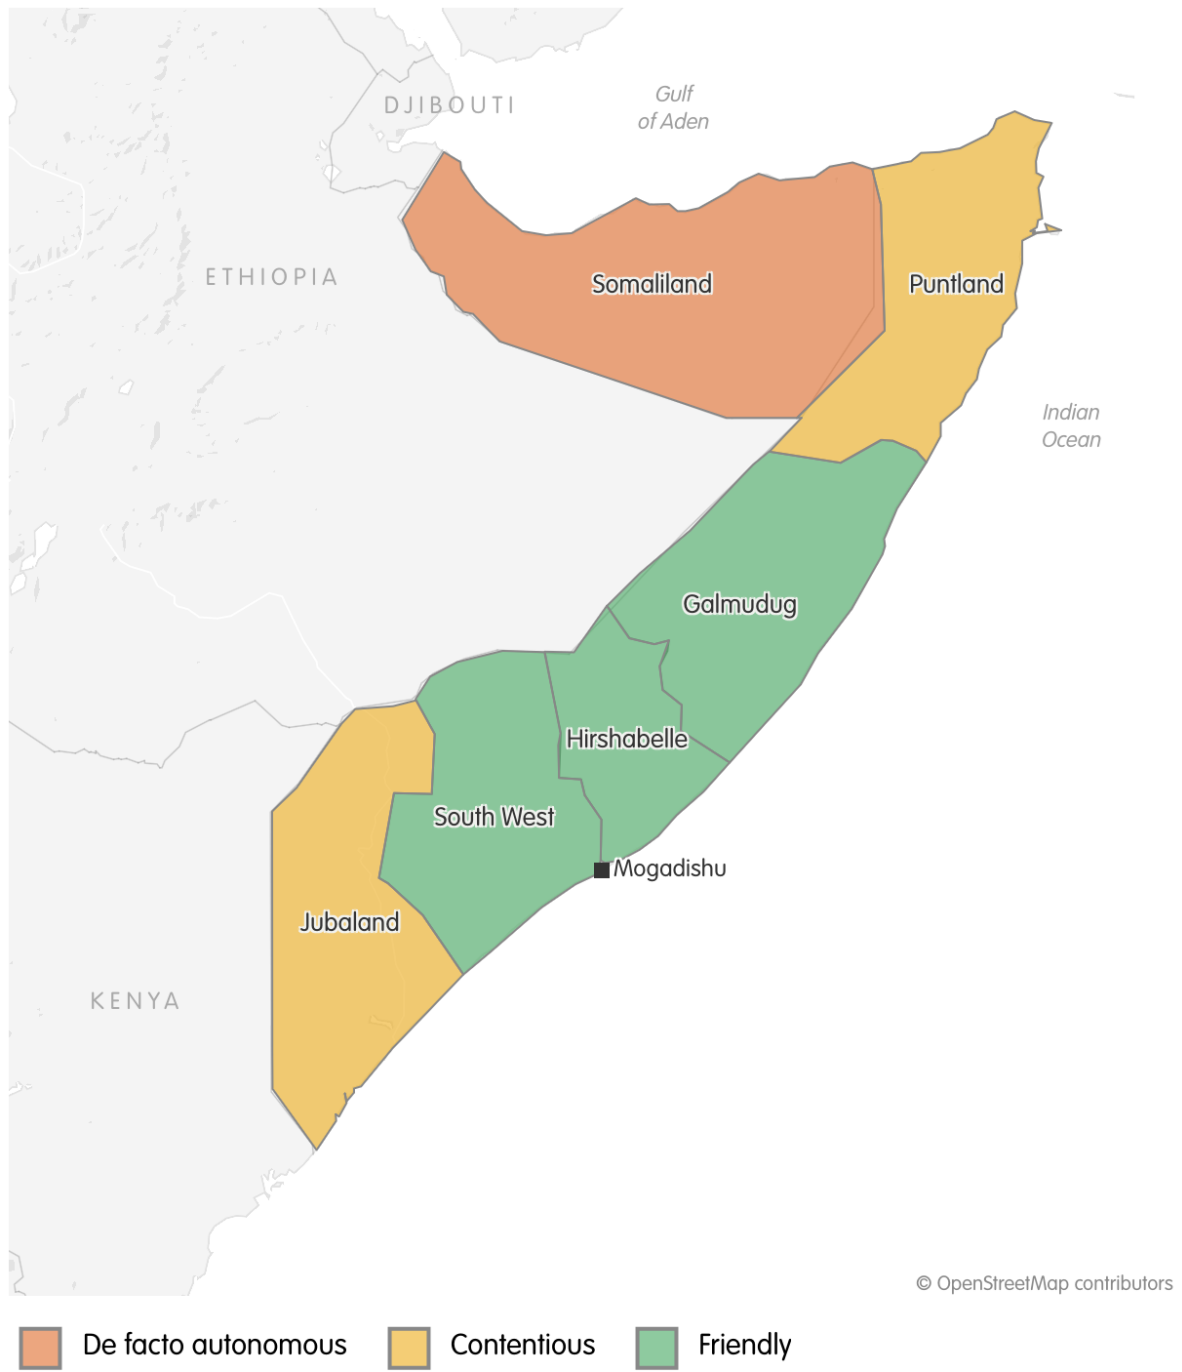 DJIBOUTI
Gulf
of Aden
ETHIOPIA
Somaliland
Puntland
Indian
Ocean
Galmudug
Hirshabelle
South West
Mogadishu
Jubaland
KENYA
© OpenStreetMap contributors
De facto autonomous
Contentious
Friendly